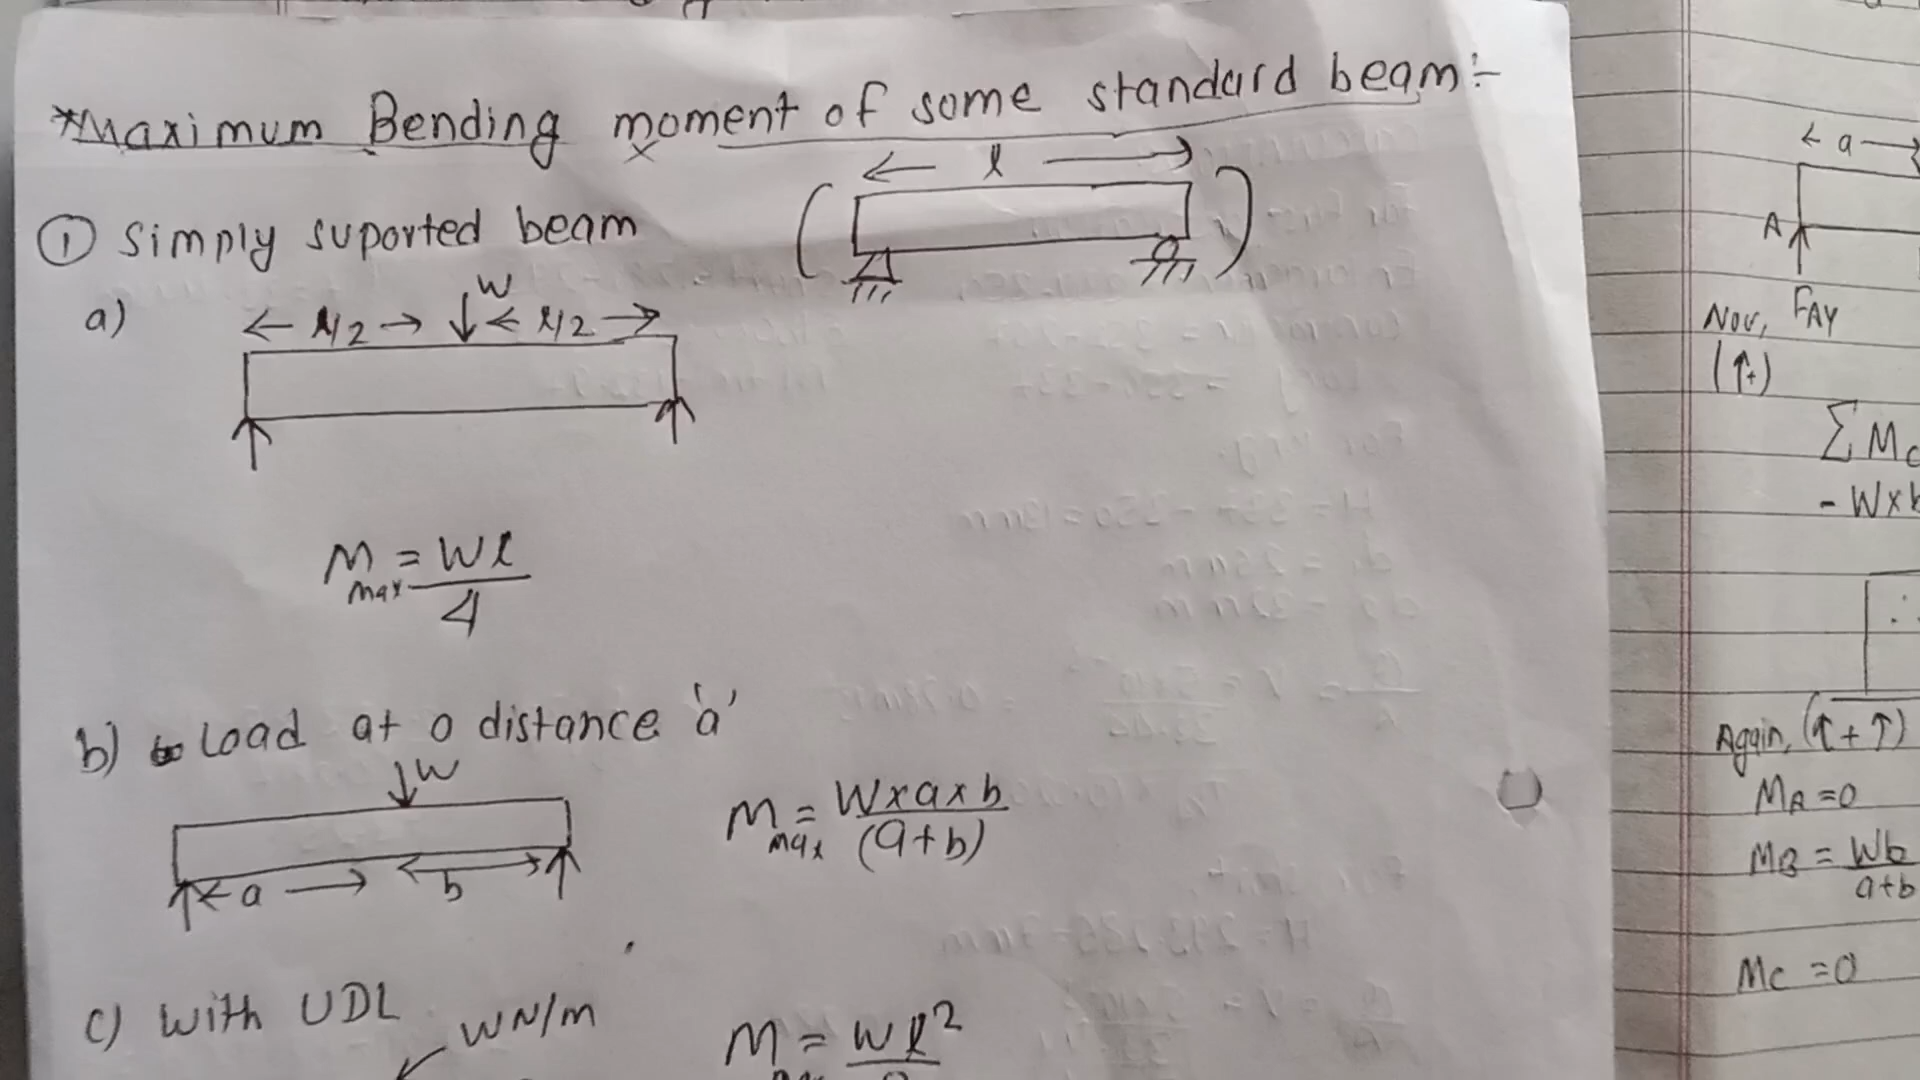 *Maximum Bending moment of some standard beam:-
l
① Simply suported beam
a)
l/2 W l/2
M max = Wl/4
b) Load at a distance 'a'
W
a b
M max = W×a×b/(a+b)
c) With UDL
WN/m
M = Wl²
a
A
Now, FAY
(↑+)
∑Mc
- W×b
Again, (↑+↑)
MA=0
MB = Wb/a+b
Mc =0